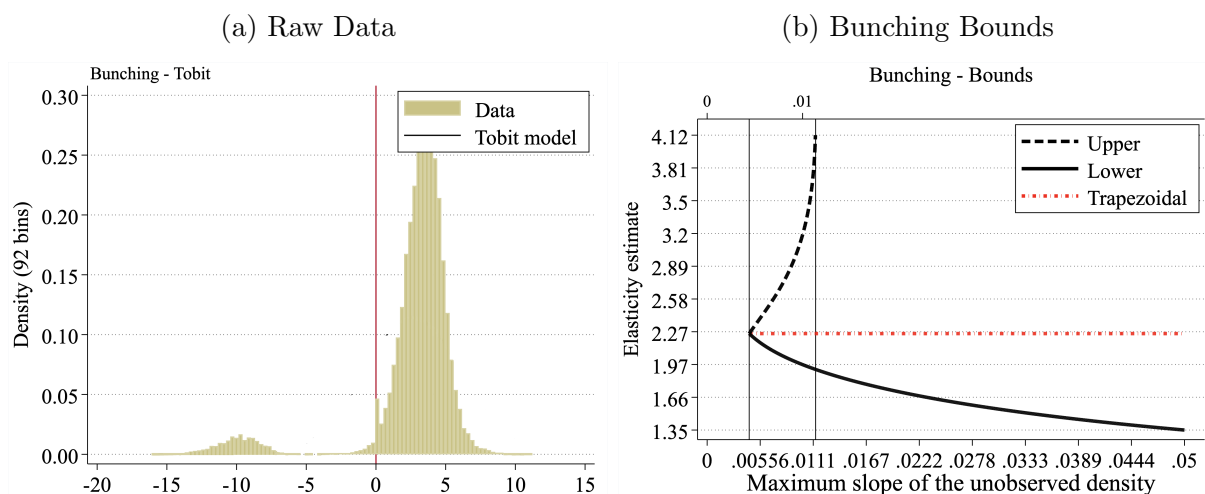 (a) Raw Data
Bunching - Tobit
Data
Tobit model
Density (92 bins)
0.30
0.25
0.20
0.15
0.10
0.05
0.00
-20 -15 -10 -5 0 5 10 15
(b) Bunching Bounds
Bunching - Bounds
0 .01
Upper
Lower
Trapezoidal
Elasticity estimate
4.12
3.81
3.5
3.2
2.89
2.58
2.27
1.97
1.66
1.35
0 .00556 .0111 .0167 .0222 .0278 .0333 .0389 .0444 .05
Maximum slope of the unobserved density